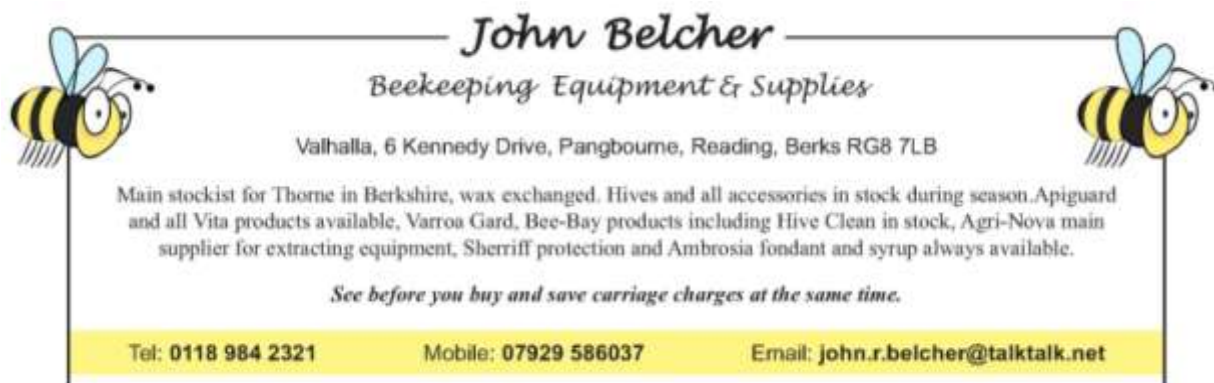 John Belcher
Beekeeping Equipment & Supplies
Valhalla, 6 Kennedy Drive, Pangbourne, Reading, Berks RG8 7LB
Main stockist for Thorne in Berkshire, wax exchanged. Hives and all accessories in stock during season.Apiguard
and all Vita products available, Varroa Gard, Bee-Bay products including Hive Clean in stock, Agri-Nova main
supplier for extracting equipment, Sherriff protection and Ambrosia fondant and syrup always available.
See before you buy and save carriage charges at the same time.
Tel: 0118 984 2321 Mobile: 07929 586037 Email: john.r.belcher@talktalk.net